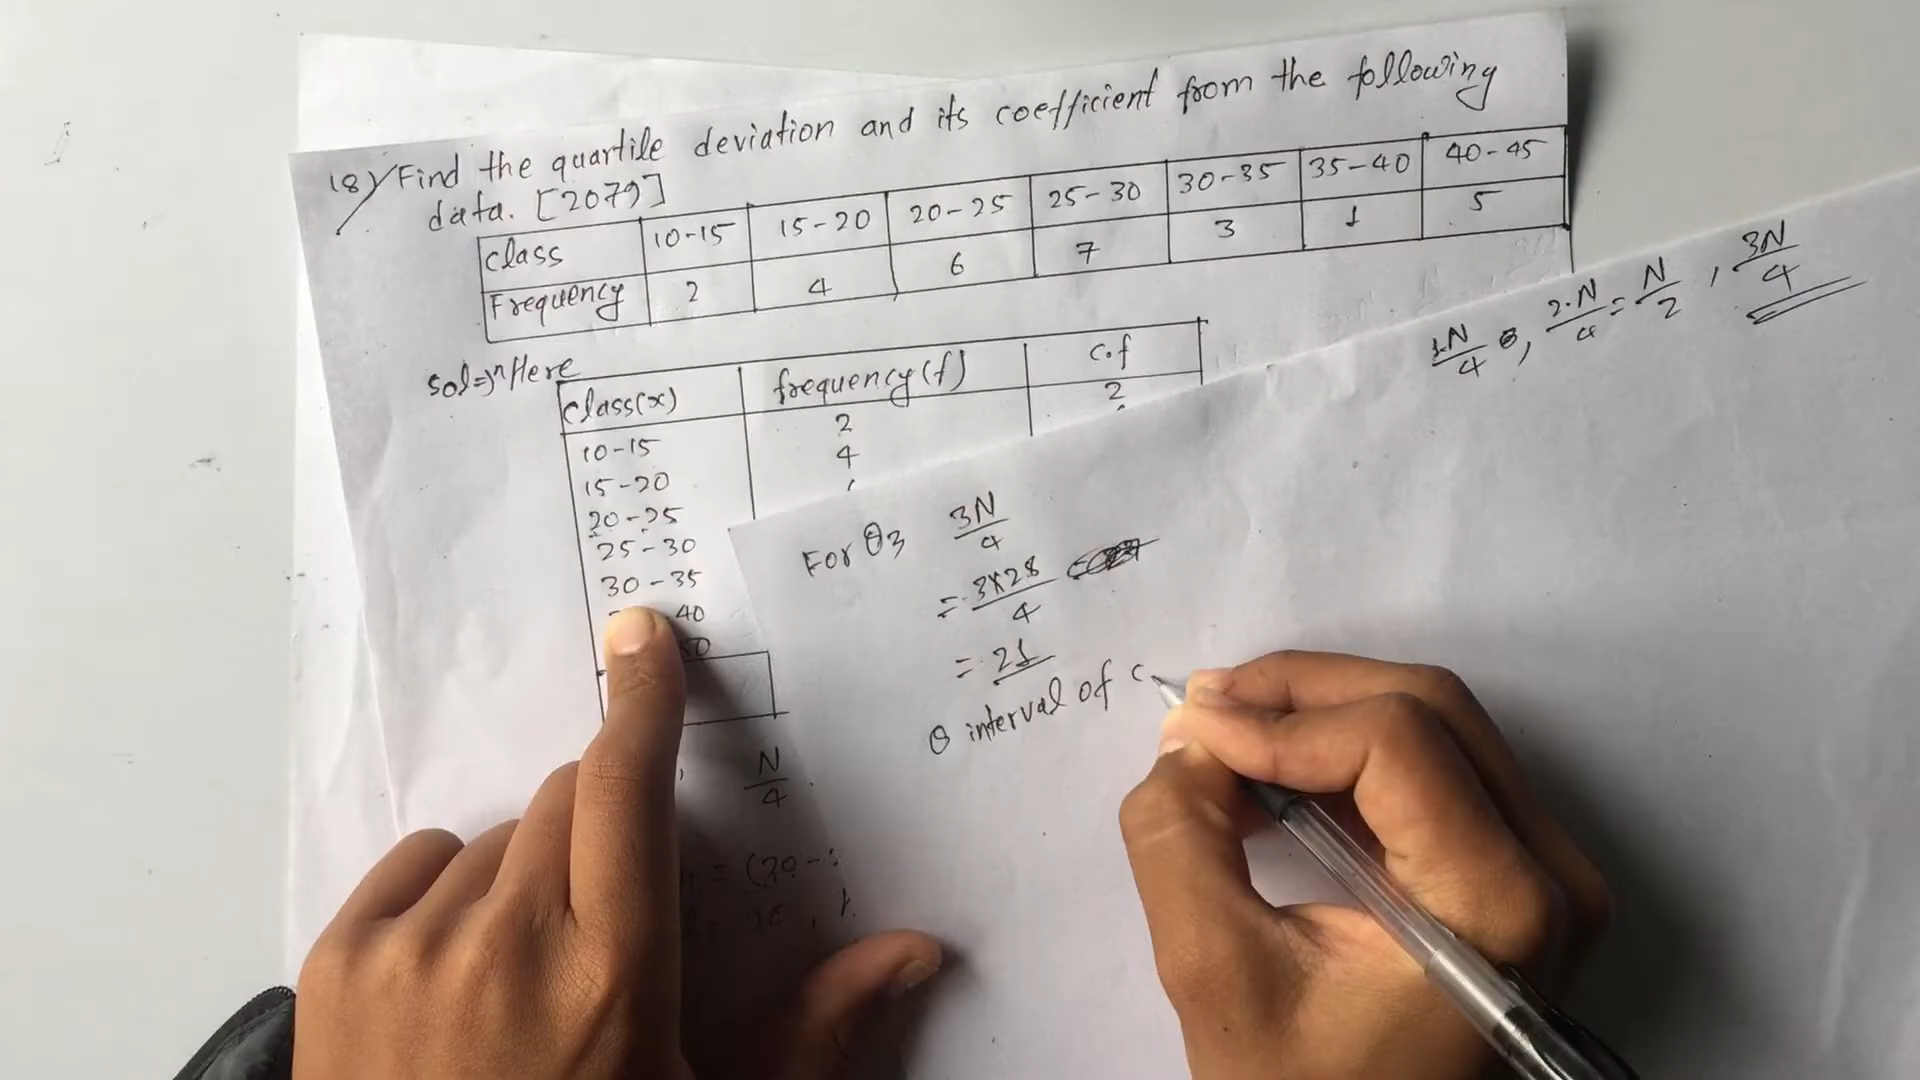 18) Find the quartile deviation and its coefficient from the following
data. [2079]
class 10-15 15-20 20-25 25-30 30-35 35-40 40-45
Frequency 2 4 6 7 3 1 5
Sol=>n Here
class(x) frequency(f) c.f
10-15 2 2
15-20 4
20-25
25-30
30-35
40
N/4
1.N/4 , 2.N/4 = N/2 , 3N/4
For Q3 3N/4
= 3x28/4
= 21
interval of c
= (20-